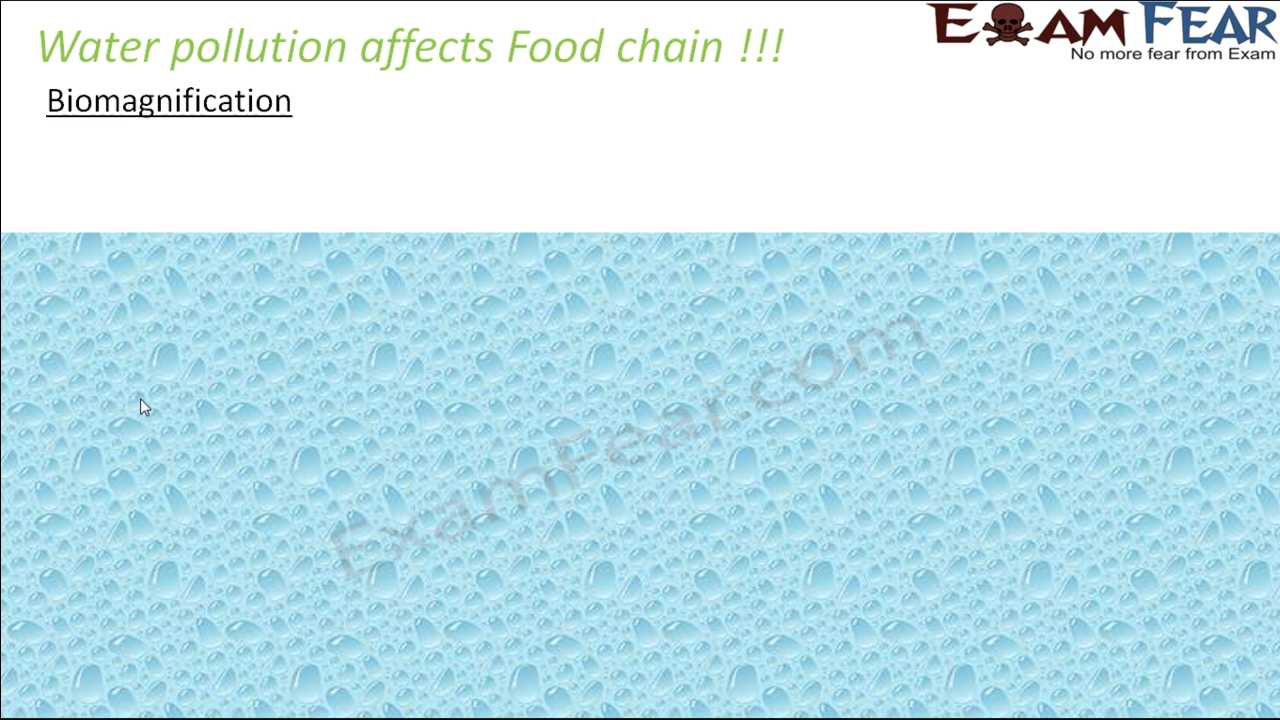 Water pollution affects Food chain !!!
EXAM FEAR
No more fear from Exam
Biomagnification
ExamFear.com